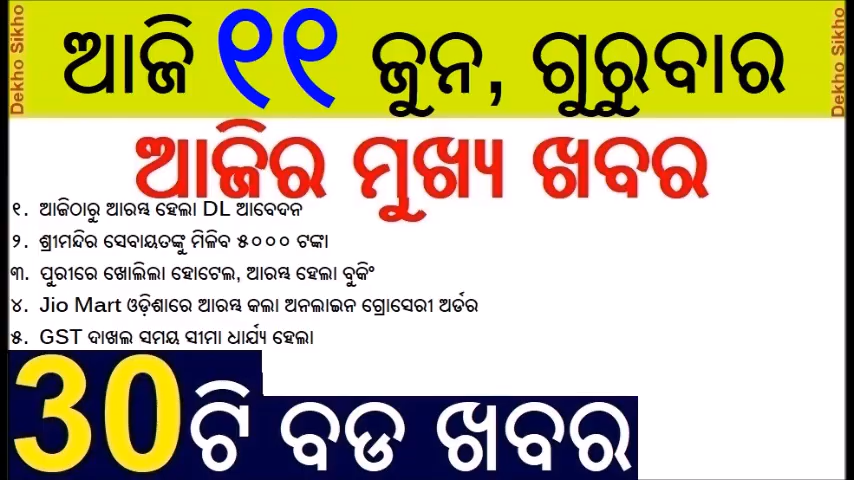 Dekho Sikho
Dekho Sikho
ଆଜି ୧୧ ଜୁନ, ଗୁରୁବାର
ଆଜିର ମୁଖ୍ୟ ଖବର
୧. ଆଜିଠାରୁ ଆରମ୍ଭ ହେଲା DL ଆବେଦନ
୨. ଶ୍ରୀମନ୍ଦିର ସେବାୟତଙ୍କୁ ମିଳିବ ୫୦୦୦ ଟଙ୍କା
୩. ପୁରୀରେ ଖୋଲିଲା ହୋଟେଲ, ଆରମ୍ଭ ହେଲା ବୁକିଂ
୪. Jio Mart ଓଡ଼ିଶାରେ ଆରମ୍ଭ କଲା ଅନଲାଇନ ଗ୍ରୋସେରୀ ଅର୍ଡର
୫. GST ଦାଖଲ ସମୟ ସୀମା ଧାର୍ଯ୍ୟ ହେଲା
30ଟି ବଡ ଖବର